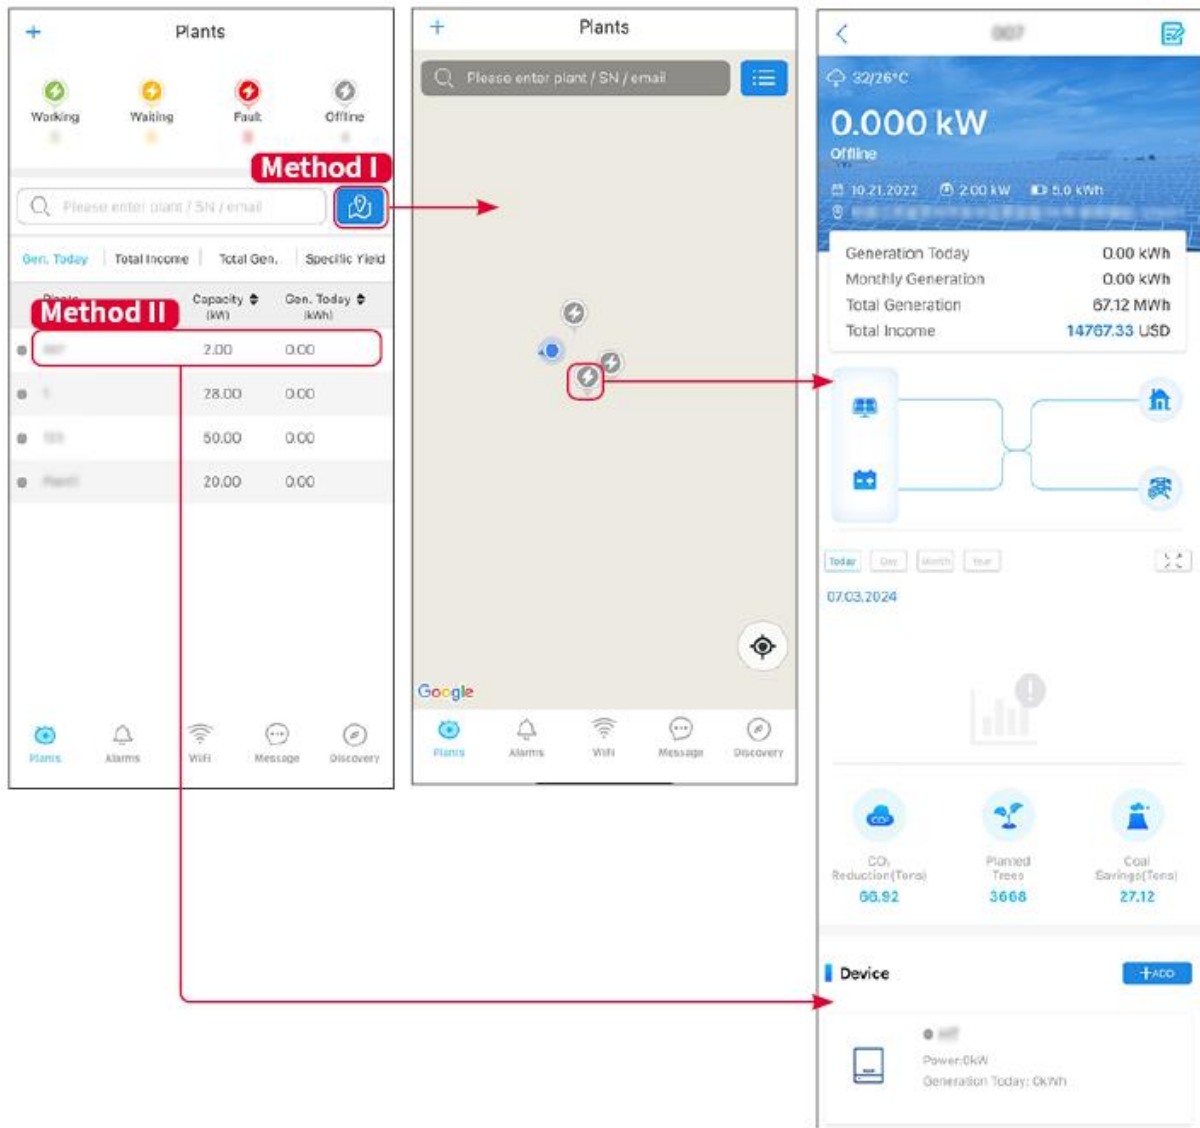 Plants
Working
Waiting
Fault
Offline
Method I
Please enter plant / SN / email
Gen. Today
Total Income
Total Gen.
Specific Yield
Plants
Capacity (kW)
Gen. Today (kWh)
Method II
2.00 0.00
28.00 0.00
50.00 0.00
20.00 0.00
Plants
Alarms
WiFi
Message
Discovery
Plants
Please enter plant / SN / email
Google
Plants
Alarms
WiFi
Message
Discovery
007
32/26°C
0.000 kW
Offline
10.21.2022 2.00 kW 5.0 kWh
Generation Today 0.00 kWh
Monthly Generation 0.00 kWh
Total Generation 67.12 MWh
Total Income 14767.33 USD
Today Day Month Year
07.03.2024
CO₂
Reduction(Tons)
66.92
Planted
Trees
3668
Coal
Savings(Tons)
27.12
Device
+ADD
Power:0kW
Generation Today: 0kWh